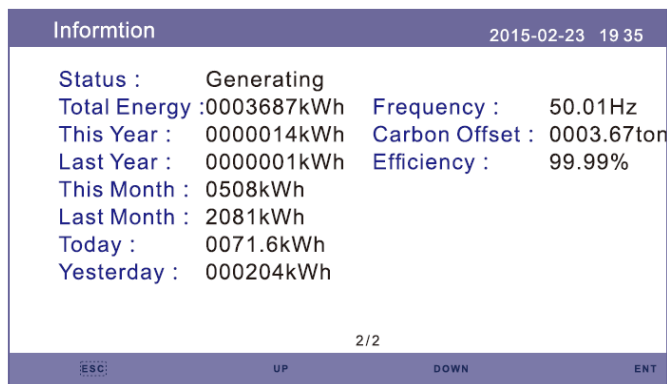 Informtion 2015-02-23 19 35
Status : Generating
Total Energy :0003687kWh Frequency : 50.01Hz
This Year : 0000014kWh Carbon Offset : 0003.67ton
Last Year : 0000001kWh Efficiency : 99.99%
This Month : 0508kWh
Last Month : 2081kWh
Today : 0071.6kWh
Yesterday : 000204kWh
2/2
ESC UP DOWN ENT